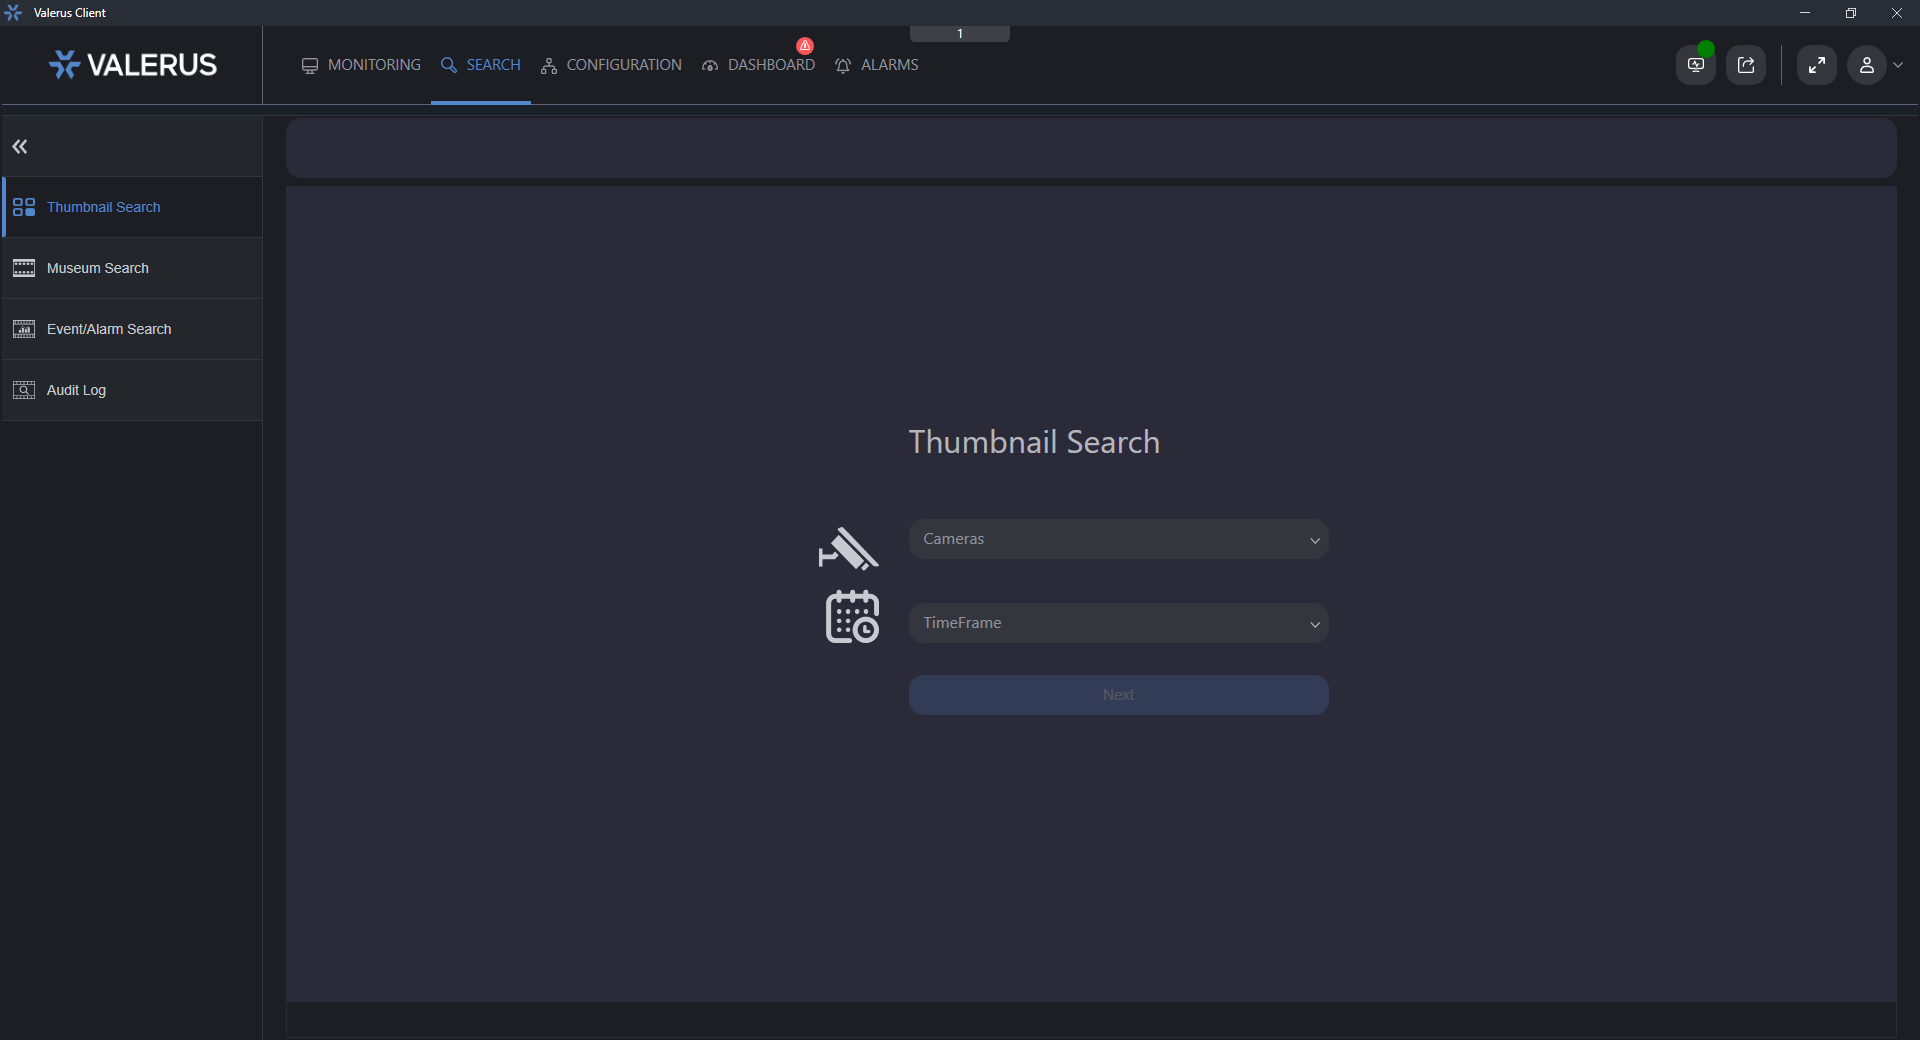 Valerus Client
1
VALERUS
MONITORING
SEARCH
CONFIGURATION
DASHBOARD
ALARMS
Thumbnail Search
Museum Search
Event/Alarm Search
Audit Log
Thumbnail Search
Cameras
TimeFrame
Next